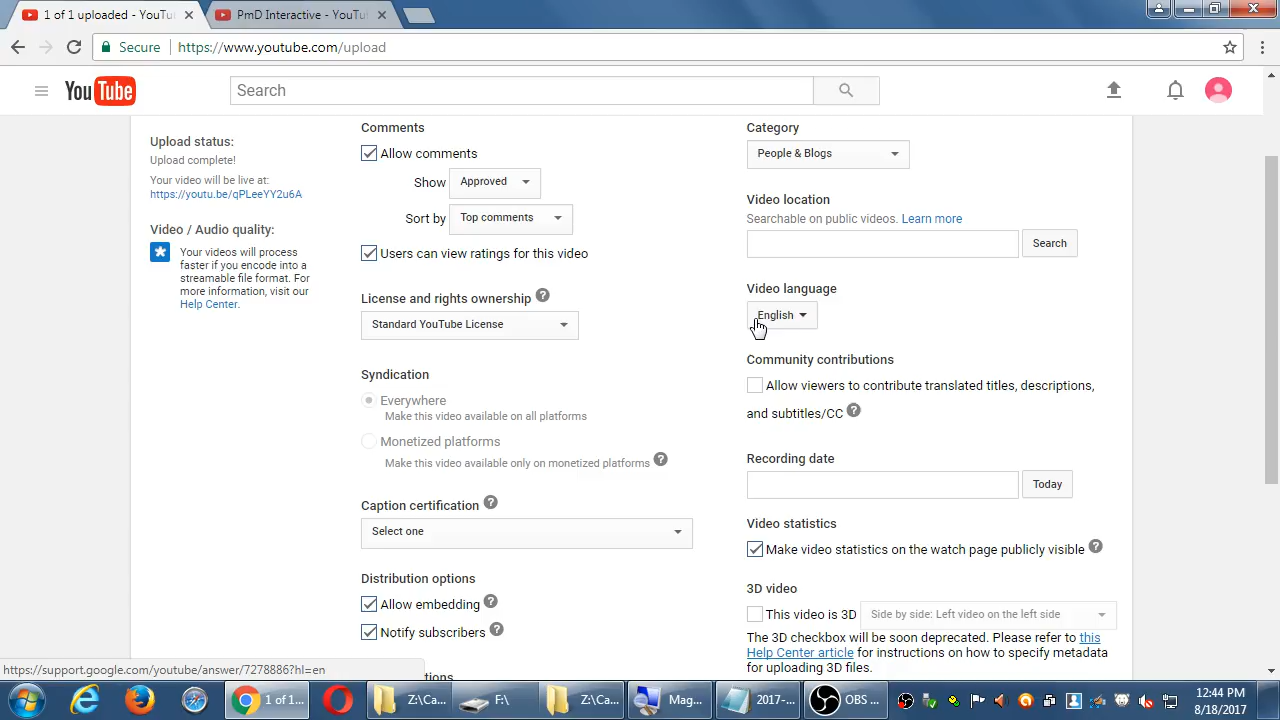 1 of 1 uploaded - YouTu
PmD Interactive - YouTu
Secure
https://www.youtube.com/upload
YouTube
Search
Upload status:
Upload complete!
Your video will be live at:
https://youtu.be/qPLeeYY2u6A
Video / Audio quality:
Your videos will process
faster if you encode into a
streamable file format. For
more information, visit our
Help Center.
Comments
Allow comments
Show Approved
Sort by Top comments
Users can view ratings for this video
License and rights ownership ?
Standard YouTube License
Syndication
Everywhere
Make this video available on all platforms
Monetized platforms
Make this video available only on monetized platforms ?
Caption certification ?
Select one
Distribution options
Allow embedding ?
Notify subscribers ?
Category
People & Blogs
Video location
Searchable on public videos. Learn more
Search
Video language
English
Community contributions
Allow viewers to contribute translated titles, descriptions,
and subtitles/CC ?
Recording date
Today
Video statistics
Make video statistics on the watch page publicly visible ?
3D video
This video is 3D Side by side: Left video on the left side
The 3D checkbox will be soon deprecated. Please refer to this
Help Center article for instructions on how to specify metadata
for uploading 3D files.
https://support.google.com/youtube/answer/7278886?hl=en
1 of 1...
Z:\Ca...
F:\
Z:\Ca...
Mag...
2017-...
OBS ...
12:44 PM
8/18/2017